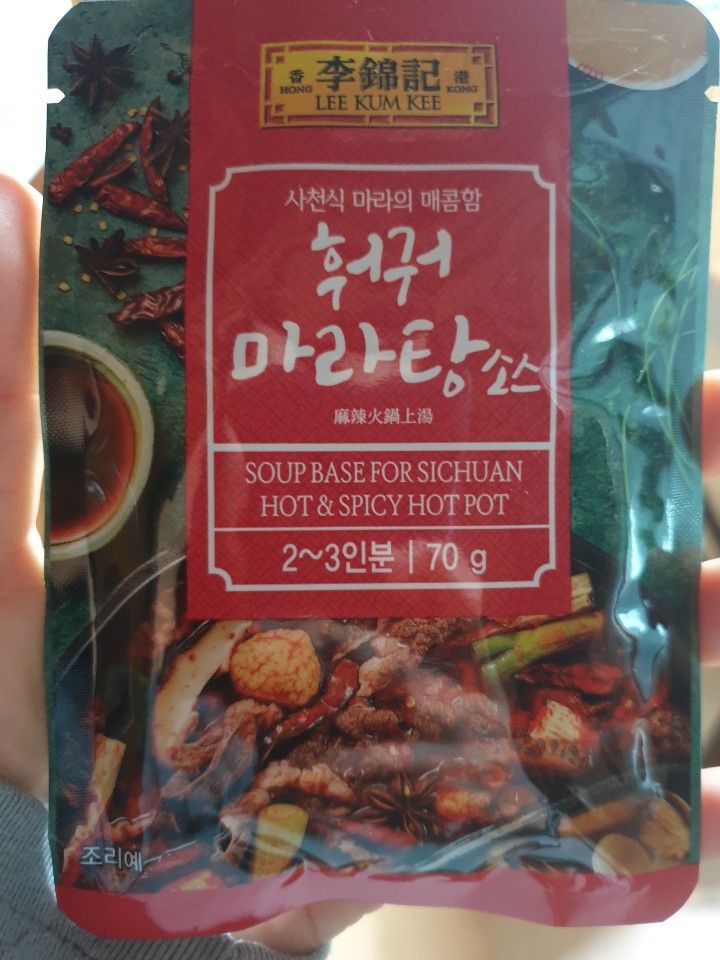 香 李錦記 港
HONG LEE KUM KEE KONG
사천식 마라의 매콤함
훠궈
마라탕 소스
麻辣火鍋上湯
SOUP BASE FOR SICHUAN
HOT & SPICY HOT POT
2~3인분 | 70 g
조리예